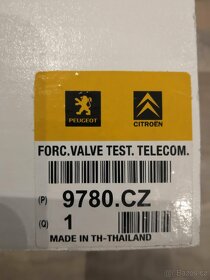 PEUGEOT CITROËN
FORC.VALVE TEST. TELECOM.
(P) 9780.CZ
(Q) 1
MADE IN TH-THAILAND